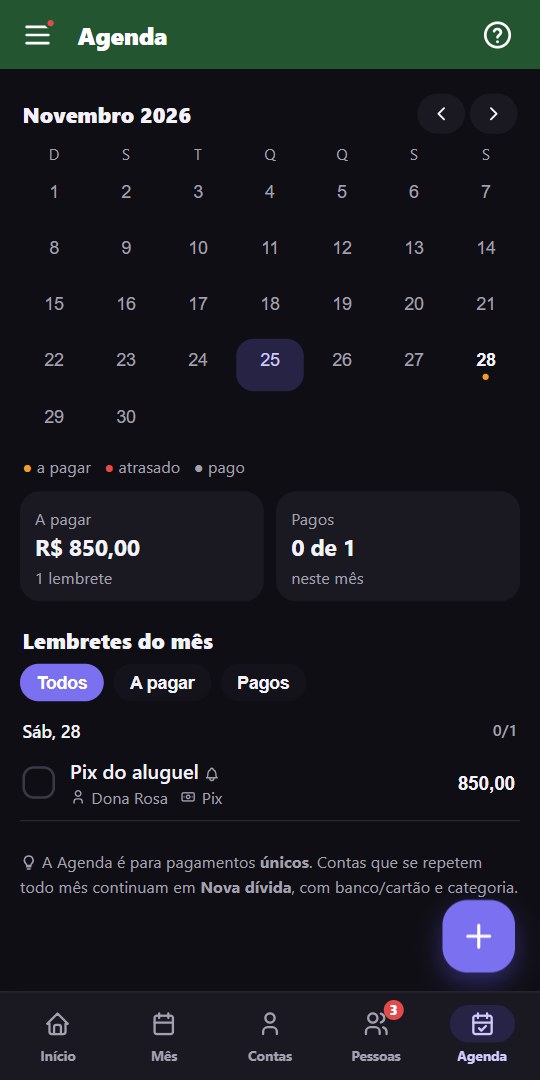 Agenda
Novembro 2026
D S T Q Q S S
1 2 3 4 5 6 7
8 9 10 11 12 13 14
15 16 17 18 19 20 21
22 23 24 25 26 27 28
29 30
a pagar atrasado pago
A pagar
R$ 850,00
1 lembrete
Pagos
0 de 1
neste mês
Lembretes do mês
Todos A pagar Pagos
Sáb, 28 0/1
Pix do aluguel
850,00
Dona Rosa Pix
A Agenda é para pagamentos únicos. Contas que se repetem
todo mês continuam em Nova dívida, com banco/cartão e categoria.
3
Início Mês Contas Pessoas Agenda